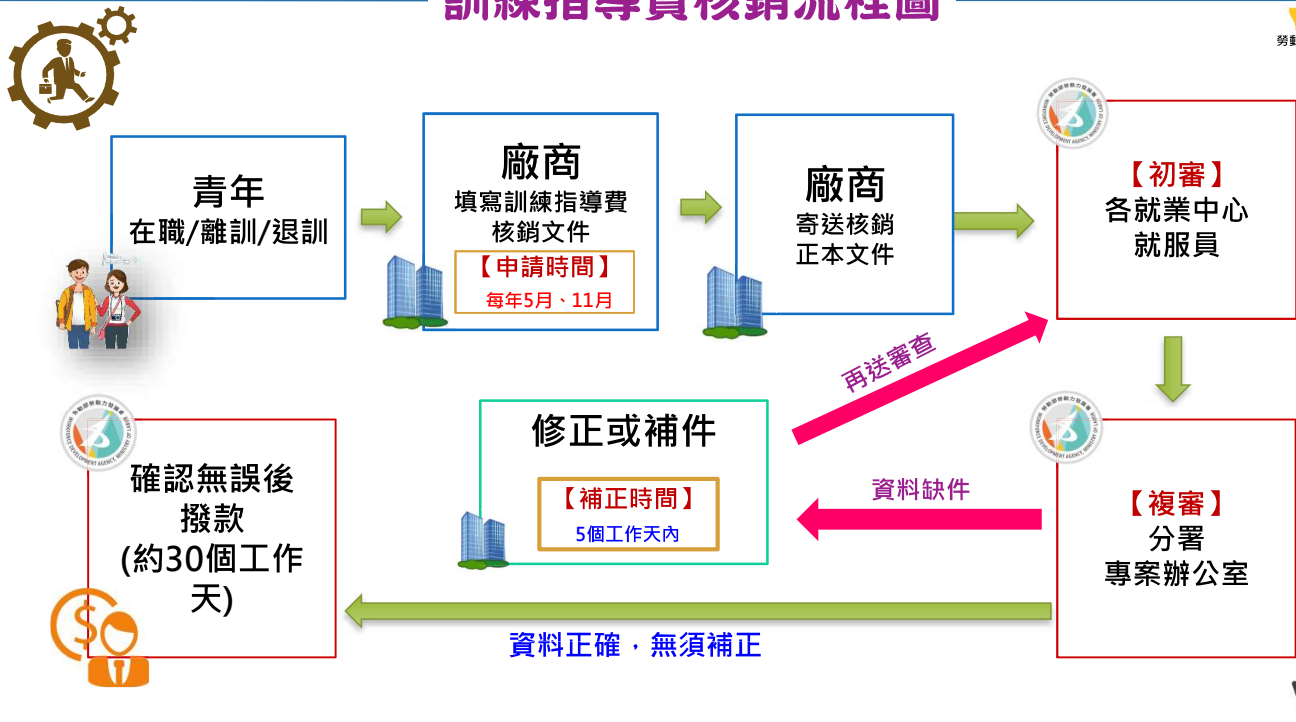 訓練指導費核銷流程圖
青年
在職/離訓/退訓
廠商
填寫訓練指導費
核銷文件
【申請時間】
每年5月、11月
廠商
寄送核銷
正本文件
【初審】
各就業中心
就服員
再送審查
修正或補件
【補正時間】
5個工作天內
資料缺件
【複審】
分署
專案辦公室
確認無誤後
撥款
(約30個工作
天)
資料正確，無須補正